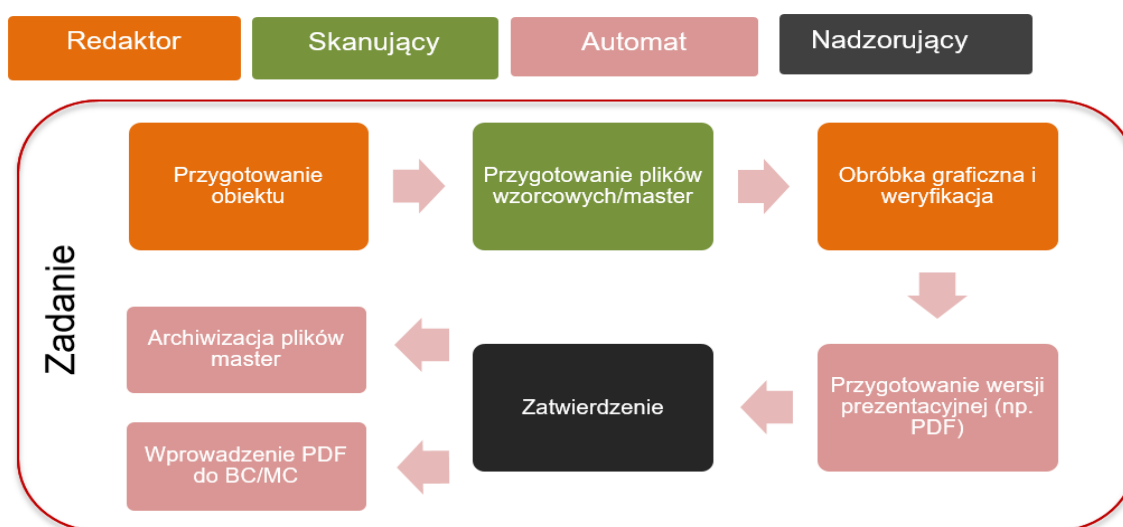 Redaktor
Skanujący
Automat
Nadzorujący
Zadanie
Przygotowanie
obiektu
Przygotowanie plików
wzorcowych/master
Obróbka graficzna i
weryfikacja
Archiwizacja plików
master
Zatwierdzenie
Przygotowanie wersji
prezentacyjnej (np.
PDF)
Wprowadzenie PDF
do BC/MC